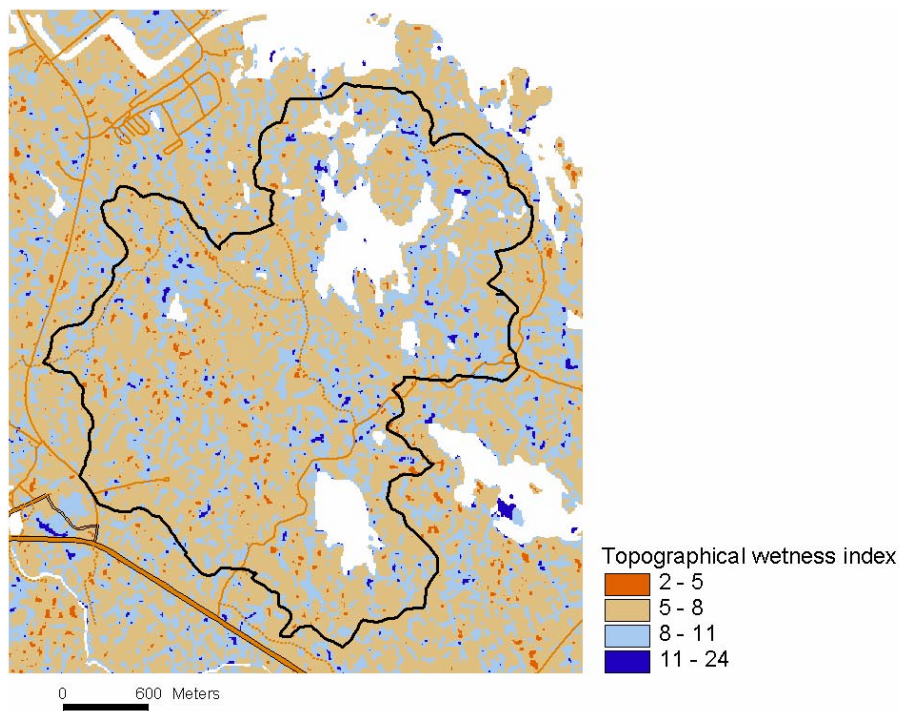 Topographical wetness index
2 - 5
5 - 8
8 - 11
11 - 24
0 600 Meters